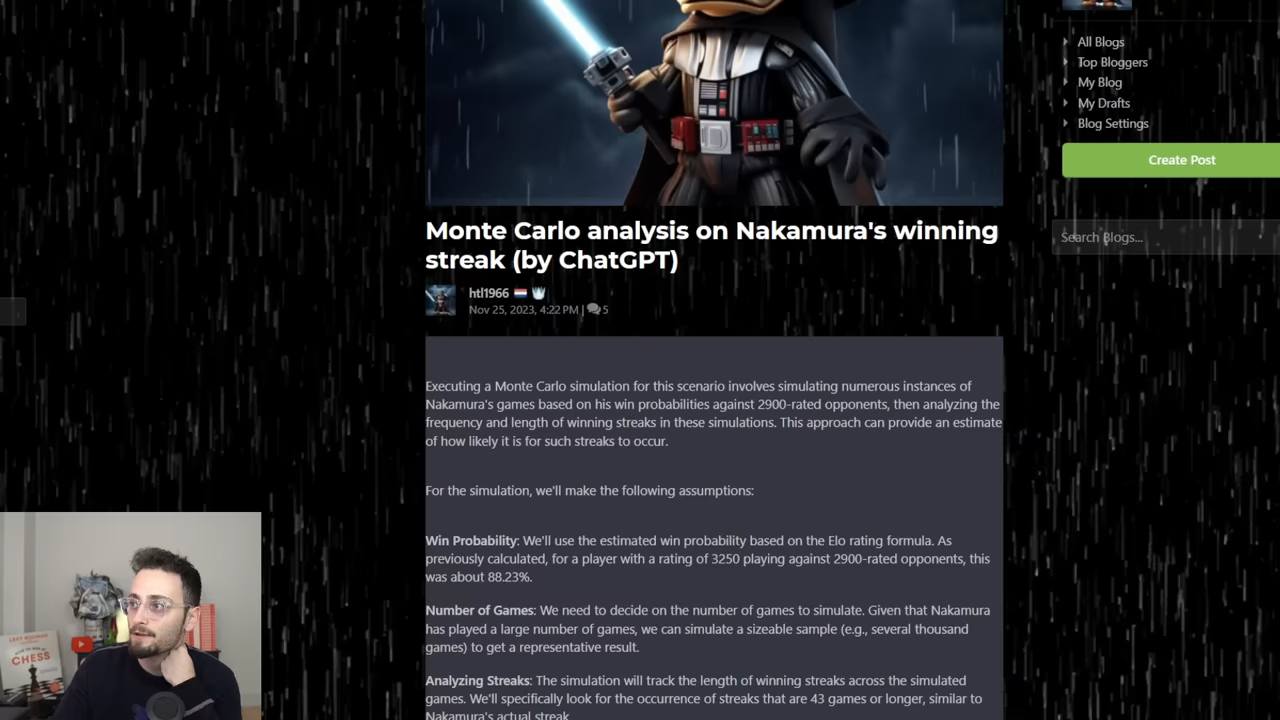 All Blogs
Top Bloggers
My Blog
My Drafts
Blog Settings
Create Post
Search Blogs...
Monte Carlo analysis on Nakamura's winning
streak (by ChatGPT)
htl1966
Nov 25, 2023, 4:22 PM | 5
Executing a Monte Carlo simulation for this scenario involves simulating numerous instances of
Nakamura's games based on his win probabilities against 2900-rated opponents, then analyzing the
frequency and length of winning streaks in these simulations. This approach can provide an estimate
of how likely it is for such streaks to occur.
For the simulation, we'll make the following assumptions:
Win Probability: We'll use the estimated win probability based on the Elo rating formula. As
previously calculated, for a player with a rating of 3250 playing against 2900-rated opponents, this
was about 88.23%.
Number of Games: We need to decide on the number of games to simulate. Given that Nakamura
has played a large number of games, we can simulate a sizeable sample (e.g., several thousand
games) to get a representative result.
Analyzing Streaks: The simulation will track the length of winning streaks across the simulated
games. We'll specifically look for the occurrence of streaks that are 43 games or longer, similar to
Nakamura's actual streak.
CHESS